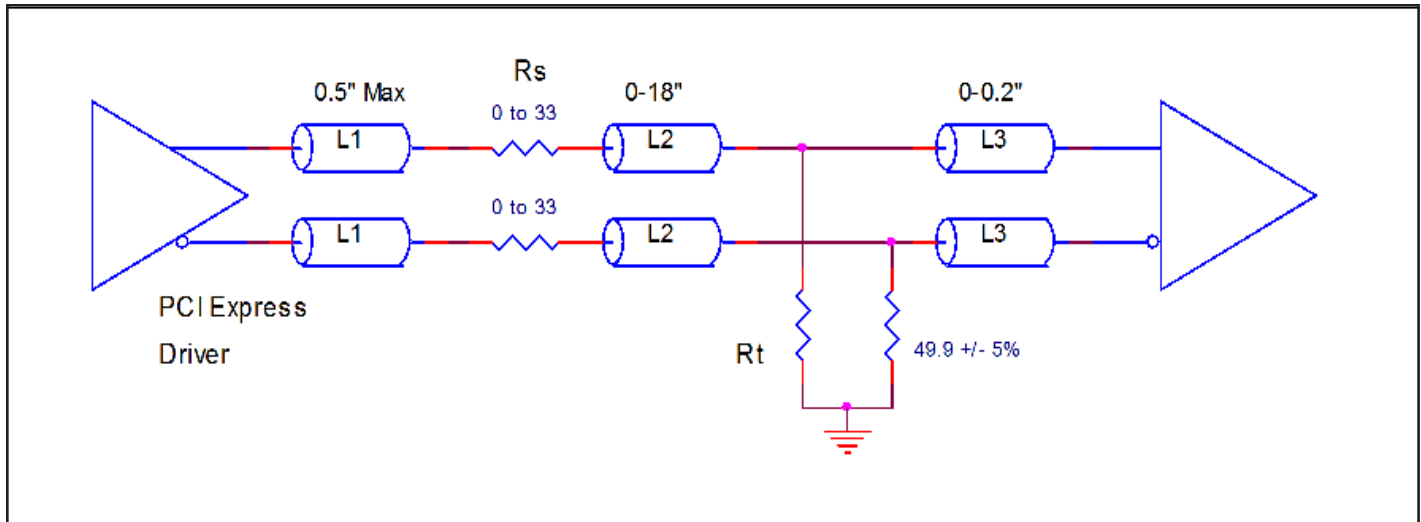 Rs
0.5" Max
0-18"
0-0.2"
0 to 33
L1
L2
L3
0 to 33
L1
L2
L3
PCI Express
Driver
Rt
49.9 +/- 5%